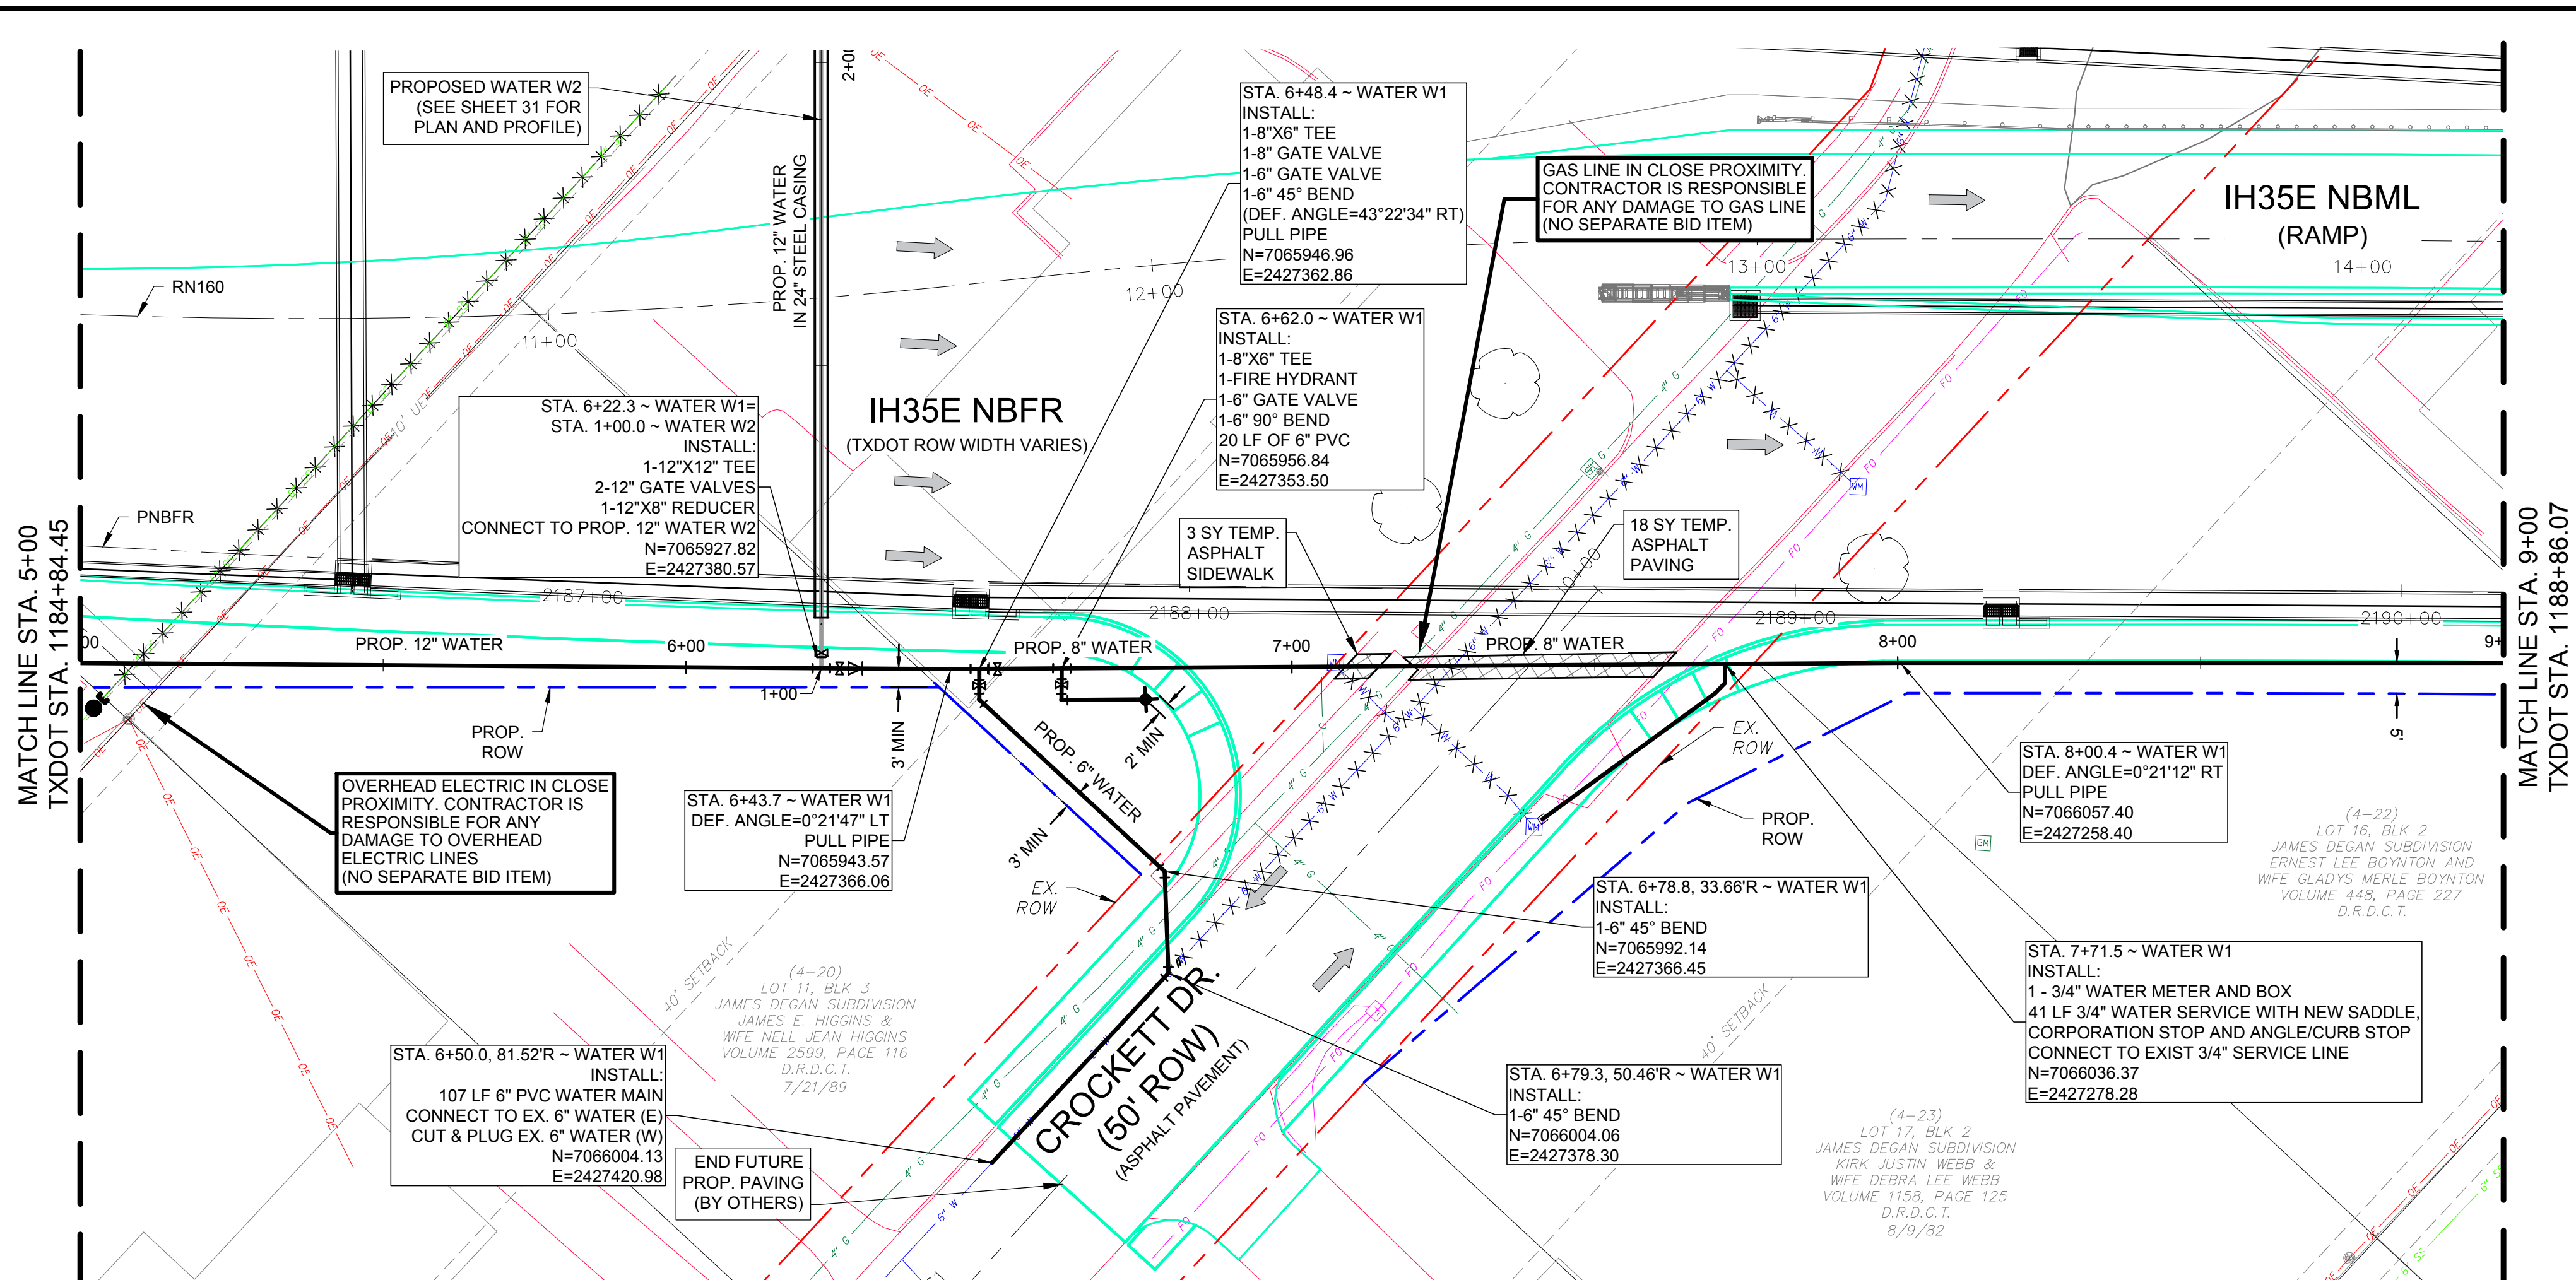 PROPOSED WATER W2
(SEE SHEET 31 FOR
PLAN AND PROFILE)
2+00
PROP. 12" WATER
IN 24" STEEL CASING
STA. 6+48.4 ~ WATER W1
INSTALL:
1-8"X6" TEE
1-8" GATE VALVE
1-6" GATE VALVE
1-6" 45° BEND
(DEF. ANGLE=43°22'34" RT)
PULL PIPE
N=7065946.96
E=2427362.86
GAS LINE IN CLOSE PROXIMITY.
CONTRACTOR IS RESPONSIBLE
FOR ANY DAMAGE TO GAS LINE
(NO SEPARATE BID ITEM)
IH35E NBML
(RAMP)
RN160
11+00
12+00
13+00
14+00
10' UE
STA. 6+62.0 ~ WATER W1
INSTALL:
1-8"X6" TEE
1-FIRE HYDRANT
1-6" GATE VALVE
1-6" 90° BEND
20 LF OF 6" PVC
N=7065956.84
E=2427353.50
STA. 6+22.3 ~ WATER W1=
STA. 1+00.0 ~ WATER W2
INSTALL:
1-12"X12" TEE
2-12" GATE VALVES
1-12"X8" REDUCER
CONNECT TO PROP. 12" WATER W2
N=7065927.82
E=2427380.57
IH35E NBFR
(TXDOT ROW WIDTH VARIES)
PNBFR
3 SY TEMP.
ASPHALT
SIDEWALK
18 SY TEMP.
ASPHALT
PAVING
10+00
MATCH LINE STA. 5+00
TXDOT STA. 1184+84.45
MATCH LINE STA. 9+00
TXDOT STA. 1188+86.07
2187+00
2188+00
2189+00
2190+00
PROP. 12" WATER
6+00
PROP. 8" WATER
7+00
PROP. 8" WATER
8+00
1+00
PROP.
ROW
3' MIN
PROP. 6" WATER
2' MIN
3' MIN
EX.
ROW
EX.
ROW
PROP.
ROW
5'
OVERHEAD ELECTRIC IN CLOSE
PROXIMITY. CONTRACTOR IS
RESPONSIBLE FOR ANY
DAMAGE TO OVERHEAD
ELECTRIC LINES
(NO SEPARATE BID ITEM)
STA. 6+43.7 ~ WATER W1
DEF. ANGLE=0°21'47" LT
PULL PIPE
N=7065943.57
E=2427366.06
STA. 8+00.4 ~ WATER W1
DEF. ANGLE=0°21'12" RT
PULL PIPE
N=7066057.40
E=2427258.40
(4-22)
LOT 16, BLK 2
JAMES DEGAN SUBDIVISION
ERNEST LEE BOYNTON AND
WIFE GLADYS MERLE BOYNTON
VOLUME 448, PAGE 227
D.R.D.C.T.
STA. 6+78.8, 33.66'R ~ WATER W1
INSTALL:
1-6" 45° BEND
N=7065992.14
E=2427366.45
STA. 7+71.5 ~ WATER W1
INSTALL:
1 - 3/4" WATER METER AND BOX
41 LF 3/4" WATER SERVICE WITH NEW SADDLE,
CORPORATION STOP AND ANGLE/CURB STOP
CONNECT TO EXIST 3/4" SERVICE LINE
N=7066036.37
E=2427278.28
40' SETBACK
(4-20)
LOT 11, BLK 3
JAMES DEGAN SUBDIVISION
JAMES E. HIGGINS &
WIFE NELL JEAN HIGGINS
VOLUME 2599, PAGE 116
D.R.D.C.T.
7/21/89
40' SETBACK
STA. 6+50.0, 81.52'R ~ WATER W1
INSTALL:
107 LF 6" PVC WATER MAIN
CONNECT TO EX. 6" WATER (E)
CUT & PLUG EX. 6" WATER (W)
N=7066004.13
E=2427420.98
CROCKETT DR.
(50' ROW)
(ASPHALT PAVEMENT)
STA. 6+79.3, 50.46'R ~ WATER W1
INSTALL:
1-6" 45° BEND
N=7066004.06
E=2427378.30
(4-23)
LOT 17, BLK 2
JAMES DEGAN SUBDIVISION
KIRK JUSTIN WEBB &
WIFE DEBRA LEE WEBB
VOLUME 1158, PAGE 125
D.R.D.C.T.
8/9/82
END FUTURE
PROP. PAVING
(BY OTHERS)
6" W
4" G
OE
FO
WM
GM
6" SS